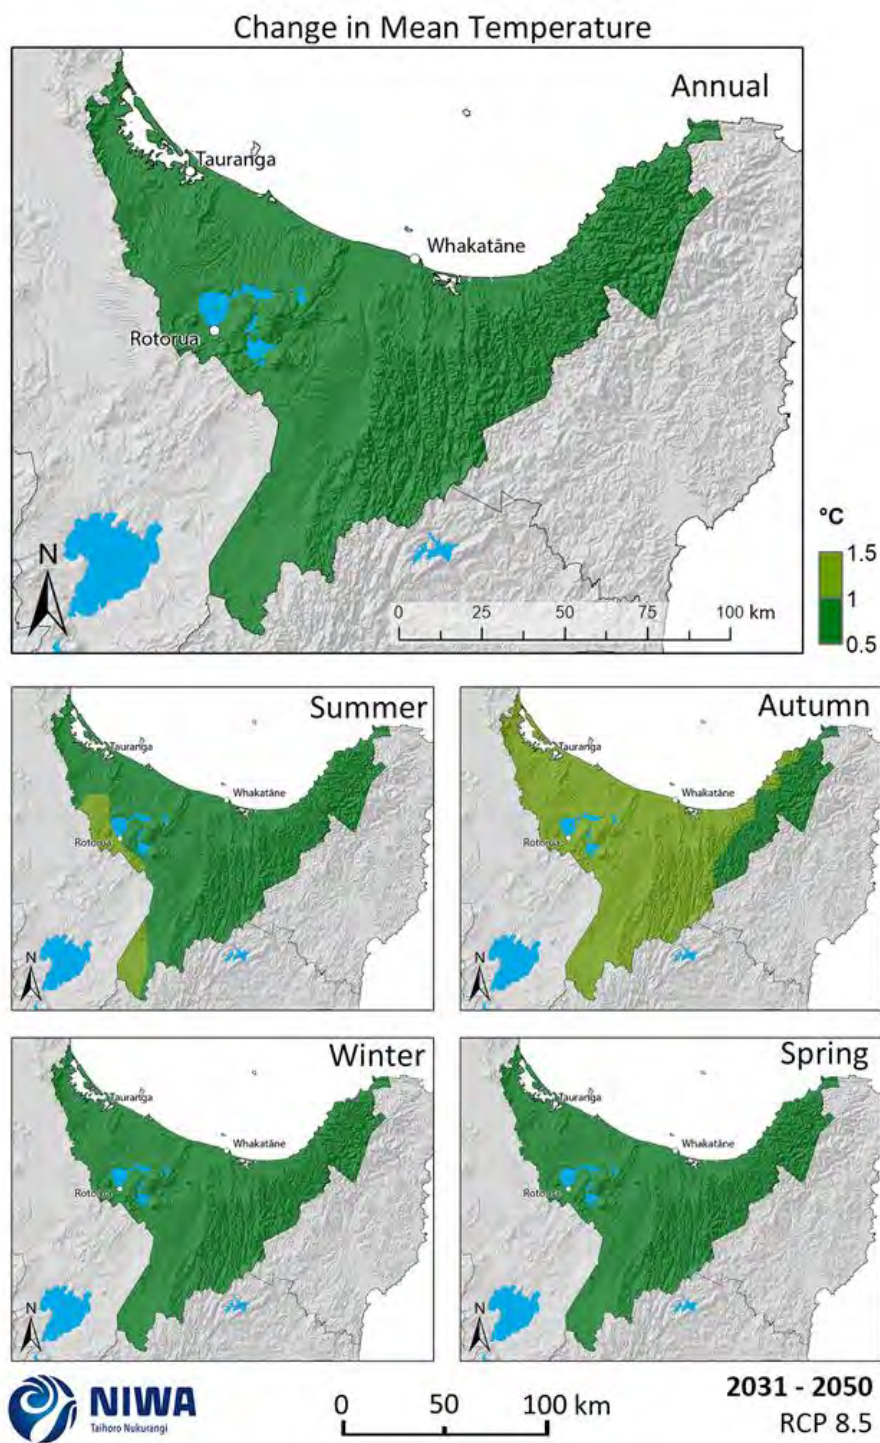 Change in Mean Temperature
Annual
Tauranga
Whakatāne
Rotorua
°C
1.5
1
0.5
N
0 25 50 75 100 km
Summer
Tauranga
Whakatāne
Rotorua
N
Autumn
Tauranga
Whakatāne
Rotorua
N
Winter
Tauranga
Whakatāne
Rotorua
N
Spring
Tauranga
Whakatāne
Rotorua
N
NIWA
Taihoro Nukurangi
0 50 100 km
2031 - 2050
RCP 8.5